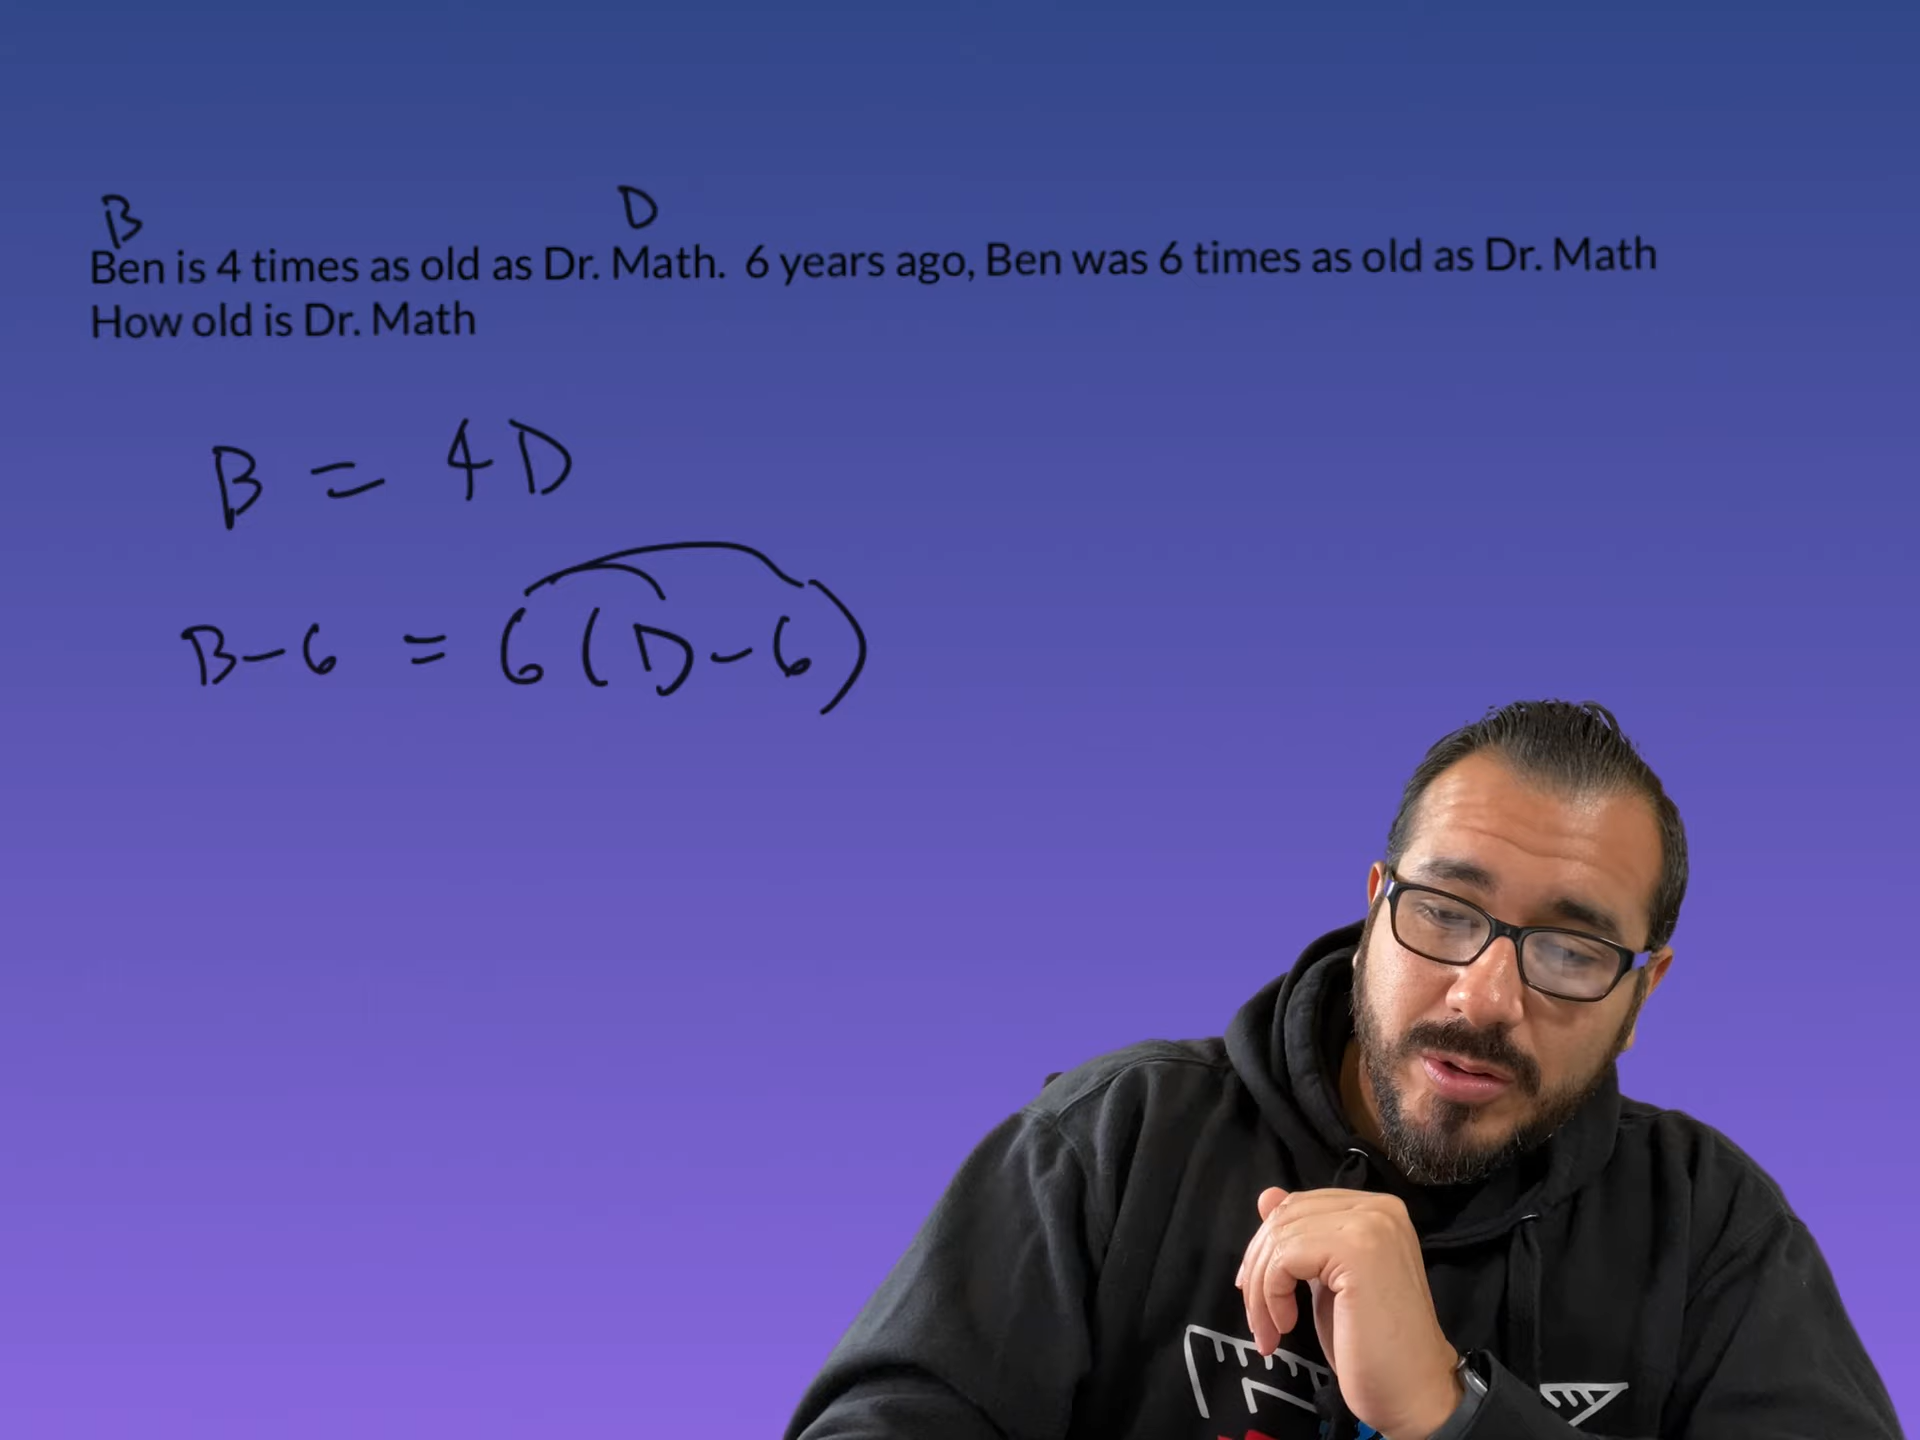 B D
Ben is 4 times as old as Dr. Math. 6 years ago, Ben was 6 times as old as Dr. Math
How old is Dr. Math
B = 4D
B-6 = 6(D-6)